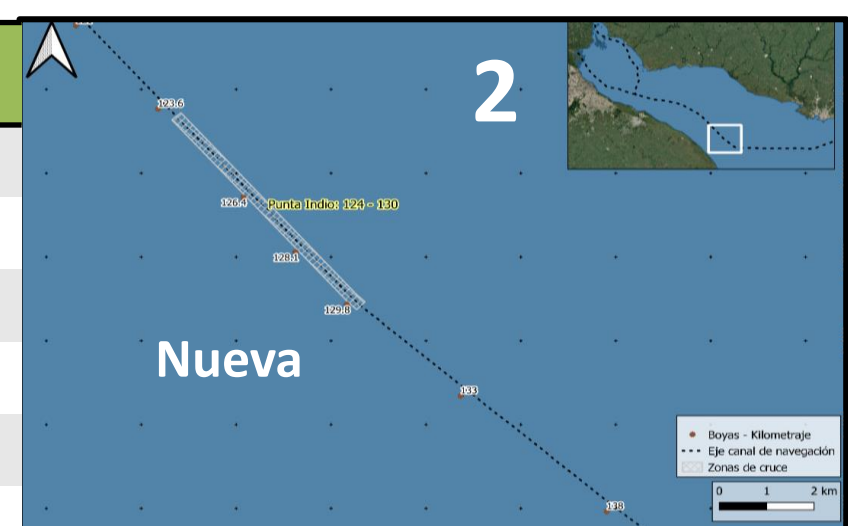 2
123.6
126.4
Punta Indio: 124 - 130
128.1
129.8
Nueva
133
Boyas - Kilometraje
Eje canal de navegación
Zonas de cruce
0 1 2 km
138